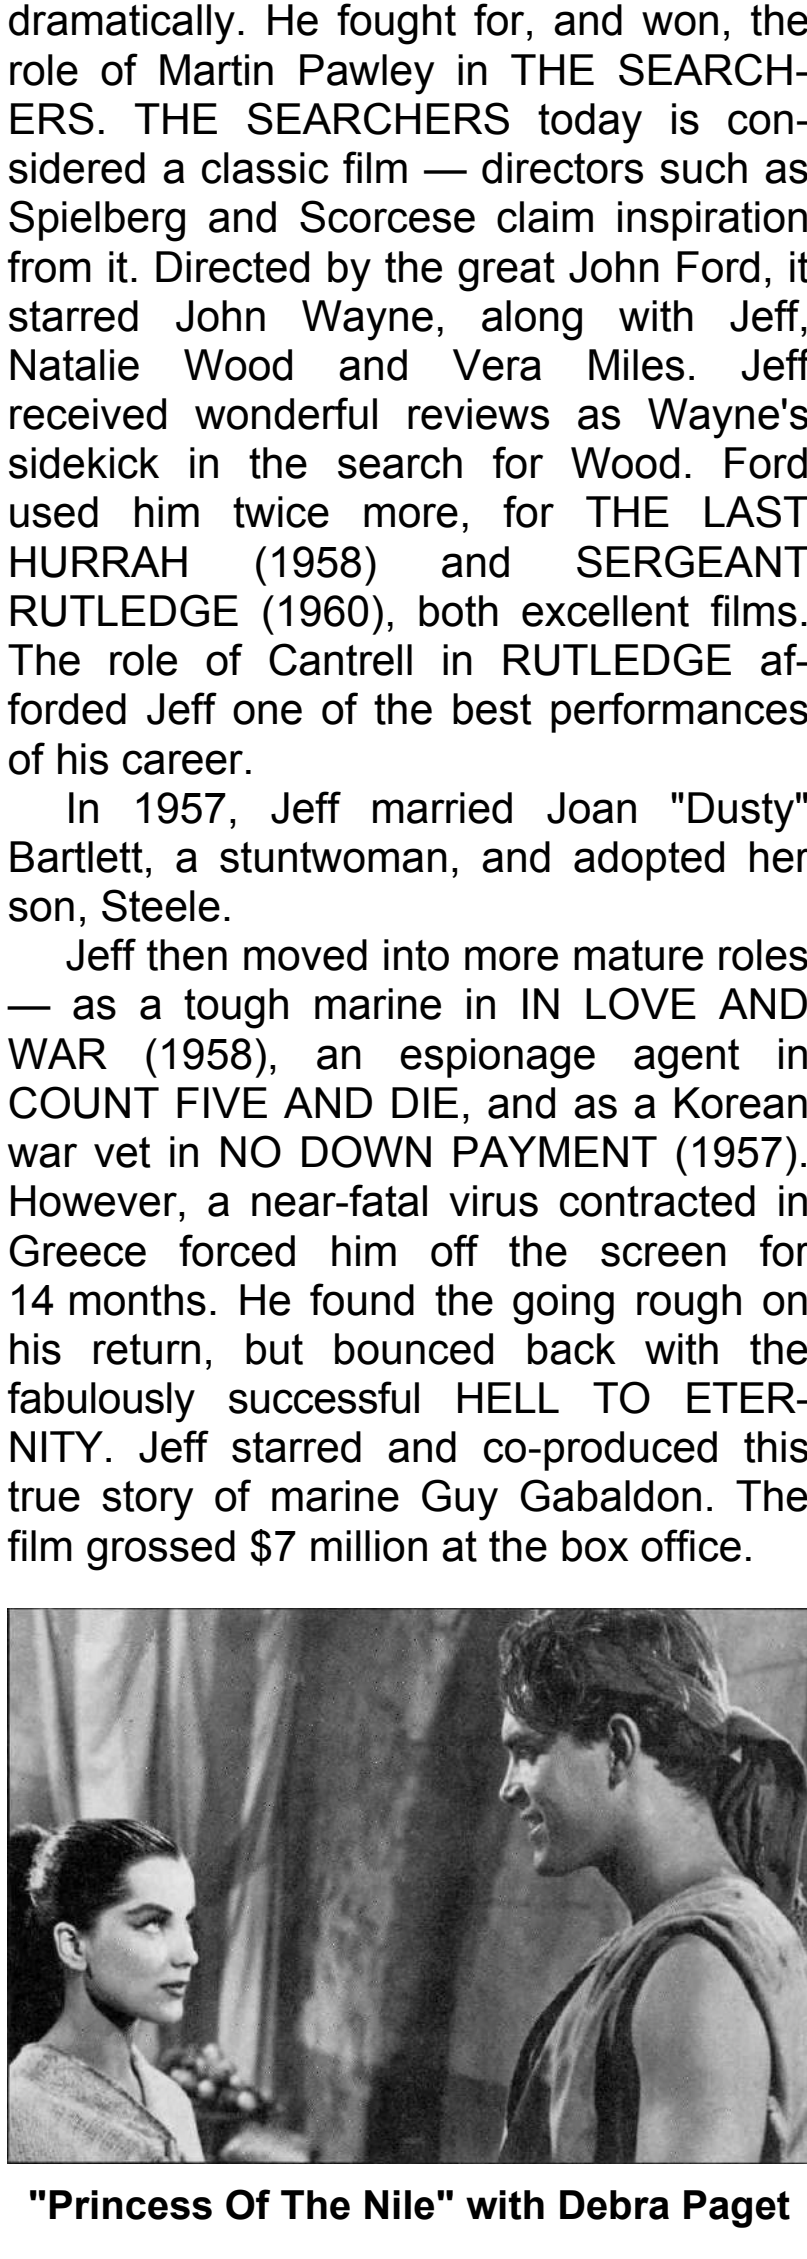 dramatically. He fought for, and won, the
role of Martin Pawley in THE SEARCH-
ERS. THE SEARCHERS today is con-
sidered a classic film — directors such as
Spielberg and Scorcese claim inspiration
from it. Directed by the great John Ford, it
starred John Wayne, along with Jeff,
Natalie Wood and Vera Miles. Jeff
received wonderful reviews as Wayne's
sidekick in the search for Wood. Ford
used him twice more, for THE LAST
HURRAH (1958) and SERGEANT
RUTLEDGE (1960), both excellent films.
The role of Cantrell in RUTLEDGE af-
forded Jeff one of the best performances
of his career.
In 1957, Jeff married Joan "Dusty"
Bartlett, a stuntwoman, and adopted her
son, Steele.
Jeff then moved into more mature roles
— as a tough marine in IN LOVE AND
WAR (1958), an espionage agent in
COUNT FIVE AND DIE, and as a Korean
war vet in NO DOWN PAYMENT (1957).
However, a near-fatal virus contracted in
Greece forced him off the screen for
14 months. He found the going rough on
his return, but bounced back with the
fabulously successful HELL TO ETER-
NITY. Jeff starred and co-produced this
true story of marine Guy Gabaldon. The
film grossed $7 million at the box office.
"Princess Of The Nile" with Debra Paget